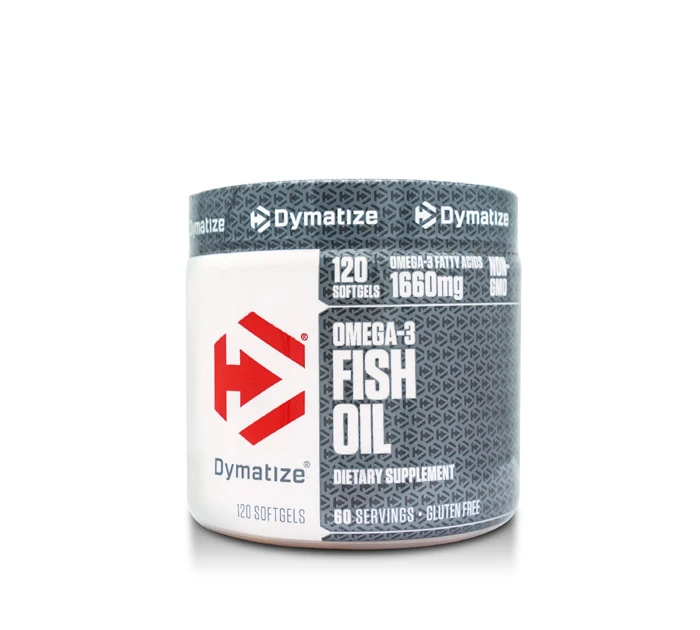 Dymatize
Dymatize
Dymatize
120
SOFTGELS
OMEGA-3 FATTY ACIDS
1660mg
NON-
GMO
OMEGA-3
FISH
OIL
DIETARY SUPPLEMENT
60 SERVINGS • GLUTEN FREE
Dymatize®
120 SOFTGELS